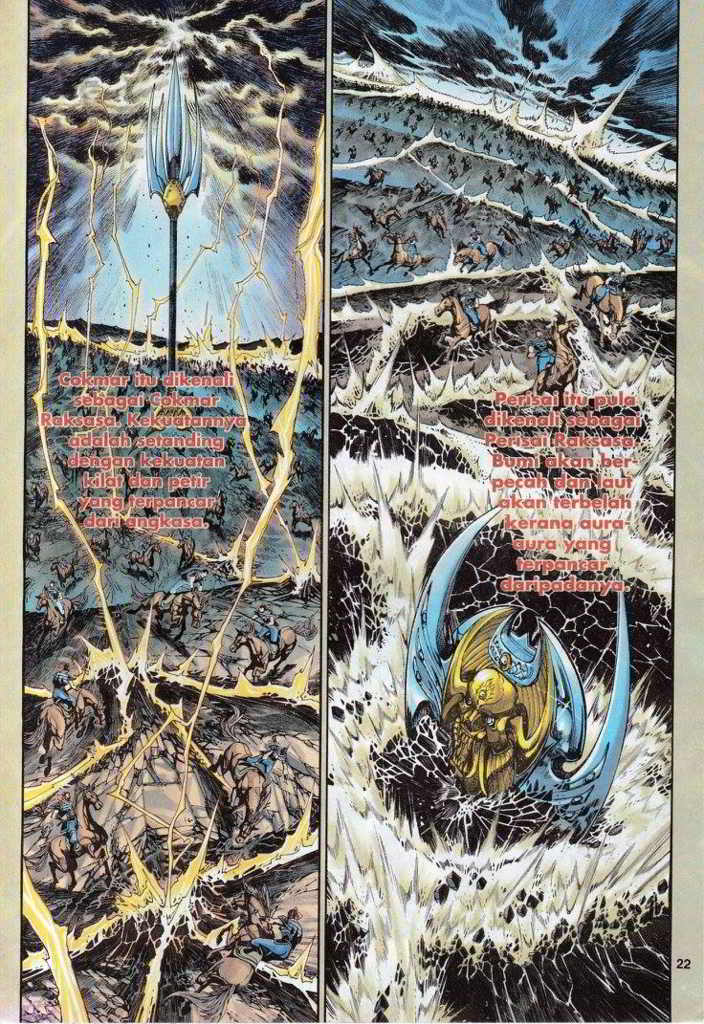 Cokmar itu dikenali
sebagai Cokmar
Raksasa. Kekuatannya
adalah setanding
dengan kekuatan
kilat dan petir
yang terpancar
dari angkasa.
Perisai itu pula
dikenali sebagai
Perisai Raksasa.
Bumi akan ber-
pecah dan laut
akan terbelah
kerana aura-
aura yang
terpancar
daripadanya.
22